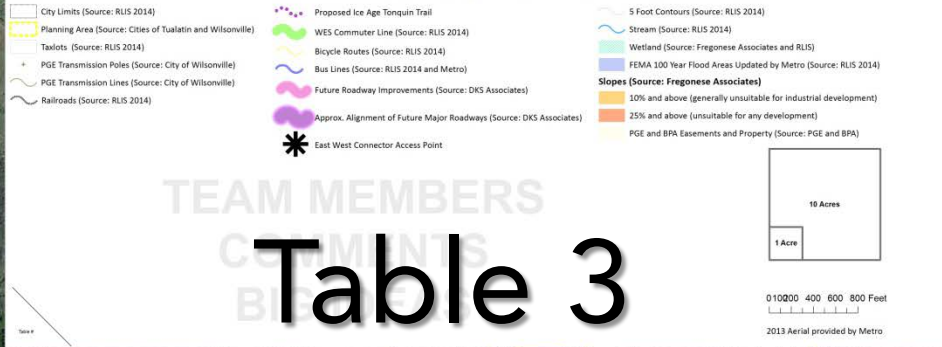 City Limits (Source: RLIS 2014)
Planning Area (Source: Cities of Tualatin and Wilsonville)
Taxlots (Source: RLIS 2014)
PGE Transmission Poles (Source: City of Wilsonville)
PGE Transmission Lines (Source: City of Wilsonville)
Railroads (Source: RLIS 2014)
Proposed Ice Age Tonquin Trail
WES Commuter Line (Source: RLIS 2014)
Bicycle Routes (Source: RLIS 2014)
Bus Lines (Source: RLIS 2014 and Metro)
Future Roadway Improvements (Source: DKS Associates)
Approx. Alignment of Future Major Roadways (Source: DKS Associates)
East West Connector Access Point
5 Foot Contours (Source: RLIS 2014)
Stream (Source: RLIS 2014)
Wetland (Source: Fregonese Associates and RLIS)
FEMA 100 Year Flood Areas Updated by Metro (Source: RLIS 2014)
Slopes (Source: Fregonese Associates)
10% and above (generally unsuitable for industrial development)
25% and above (unsuitable for any development)
PGE and BPA Easements and Property (Source: PGE and BPA)
10 Acres
1 Acre
TEAM MEMBERS
COMMENTS
BIG IDEAS
Table 3
0 100 200 400 600 800 Feet
2013 Aerial provided by Metro
Table #